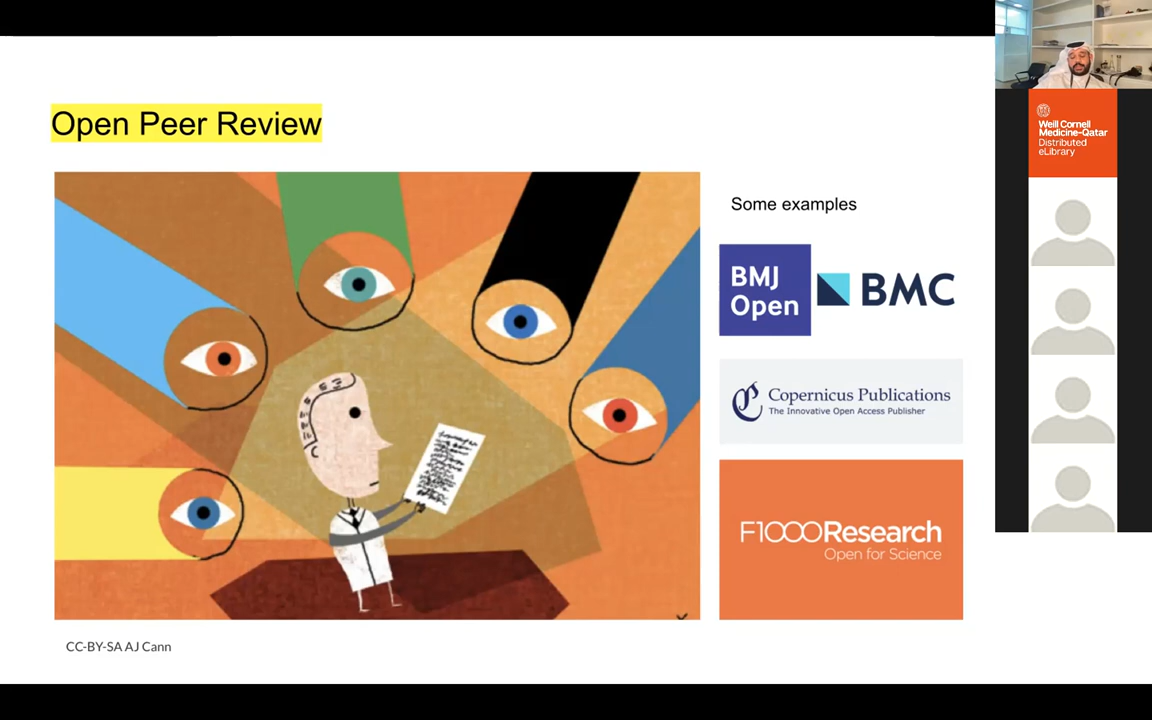 Open Peer Review
Some examples
BMJ
Open
BMC
Copernicus Publications
The Innovative Open Access Publisher
F1000Research
Open for Science
CC-BY-SA AJ Cann
Weill Cornell
Medicine-Qatar
Distributed
eLibrary